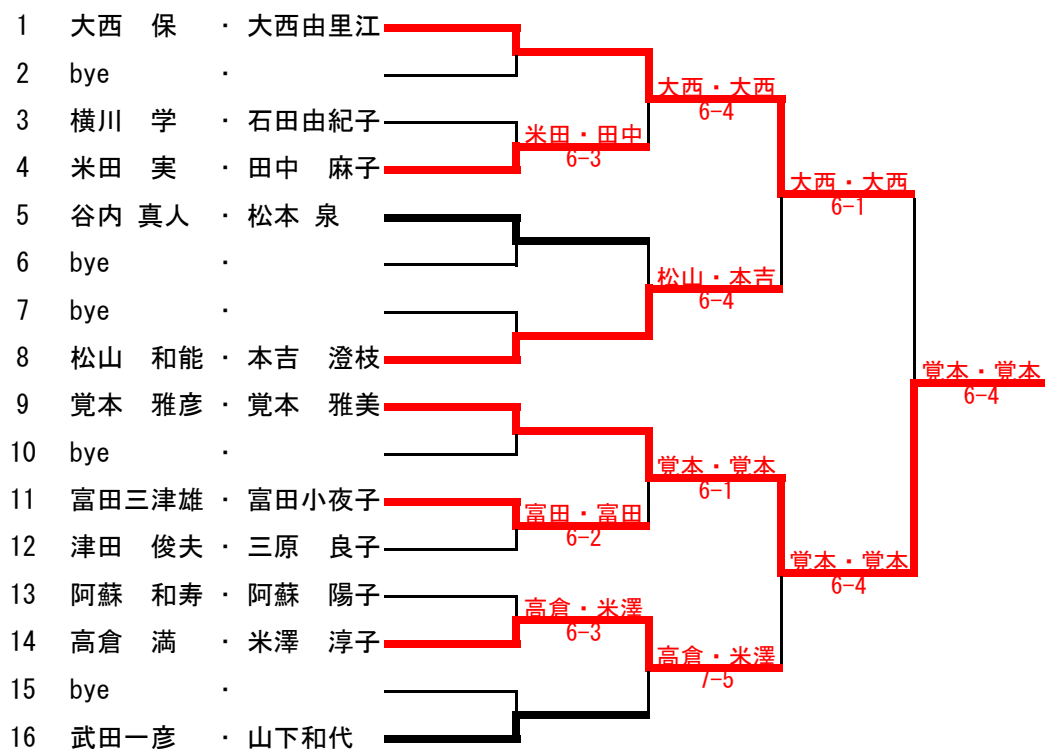 1 大西 保 ・ 大西由里江
2 bye ・
大西・大西
6-4
3 横川 学 ・ 石田由紀子
米田・田中
6-3
4 米田 実 ・ 田中 麻子
大西・大西
6-1
5 谷内 真人 ・ 松本 泉
6 bye ・
松山・本吉
6-4
7 bye ・
8 松山 和能 ・ 本吉 澄枝
覚本・覚本
6-4
9 覚本 雅彦 ・ 覚本 雅美
10 bye ・
覚本・覚本
6-1
11 富田三津雄 ・ 富田小夜子
富田・富田
6-2
12 津田 俊夫 ・ 三原 良子
覚本・覚本
6-4
13 阿蘇 和寿 ・ 阿蘇 陽子
高倉・米澤
6-3
14 高倉 満 ・ 米澤 淳子
高倉・米澤
7-5
15 bye ・
16 武田一彦 ・ 山下和代